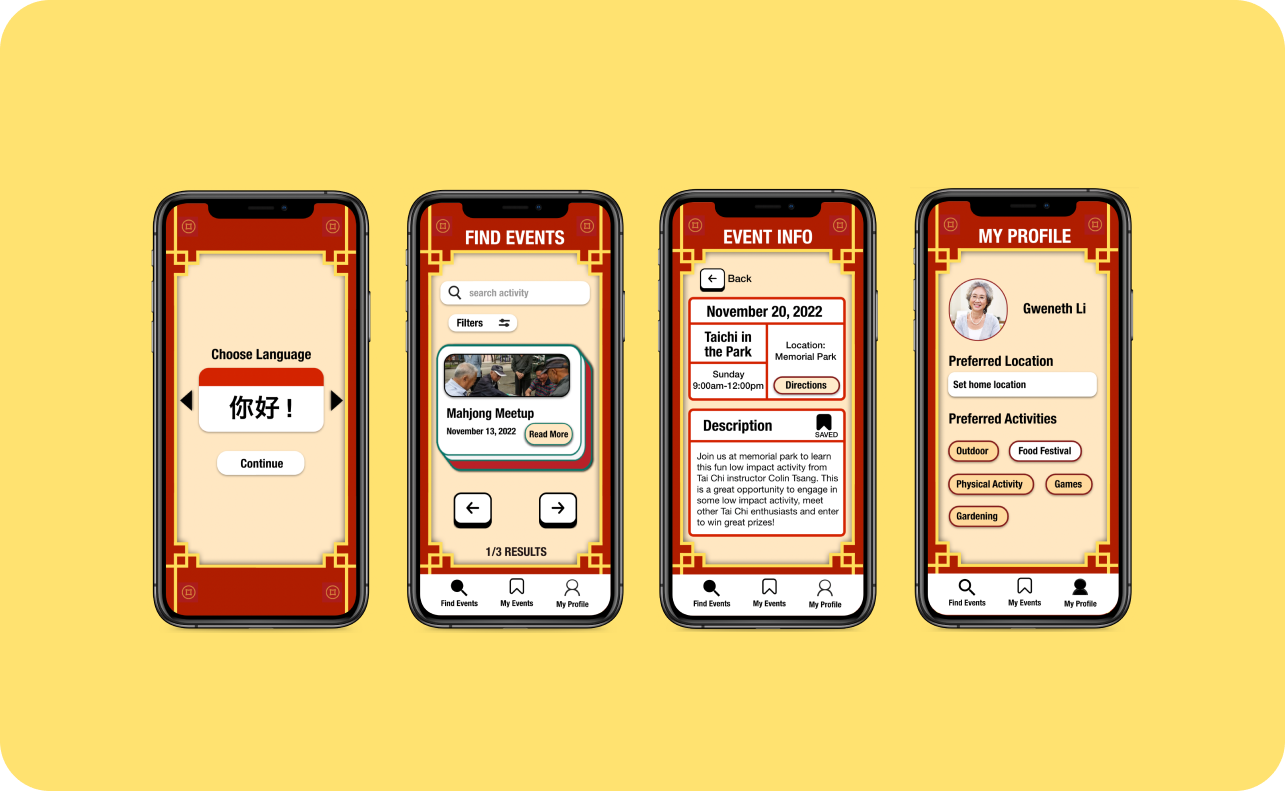 Choose Language
你好！
Continue
FIND EVENTS
search activity
Filters
Mahjong Meetup
November 13, 2022
Read More
1/3 RESULTS
Find Events
My Events
My Profile
EVENT INFO
Back
November 20, 2022
Taichi in
the Park
Sunday
9:00am-12:00pm
Location:
Memorial Park
Directions
Description
SAVED
Join us at memorial park to learn
this fun low impact activity from
Tai Chi instructor Colin Tsang. This
is a great opportunity to engage in
some low impact activity, meet
other Tai Chi enthusiasts and enter
to win great prizes!
Find Events
My Events
My Profile
MY PROFILE
Gweneth Li
Preferred Location
Set home location
Preferred Activities
Outdoor
Food Festival
Physical Activity
Games
Gardening
Find Events
My Events
My Profile